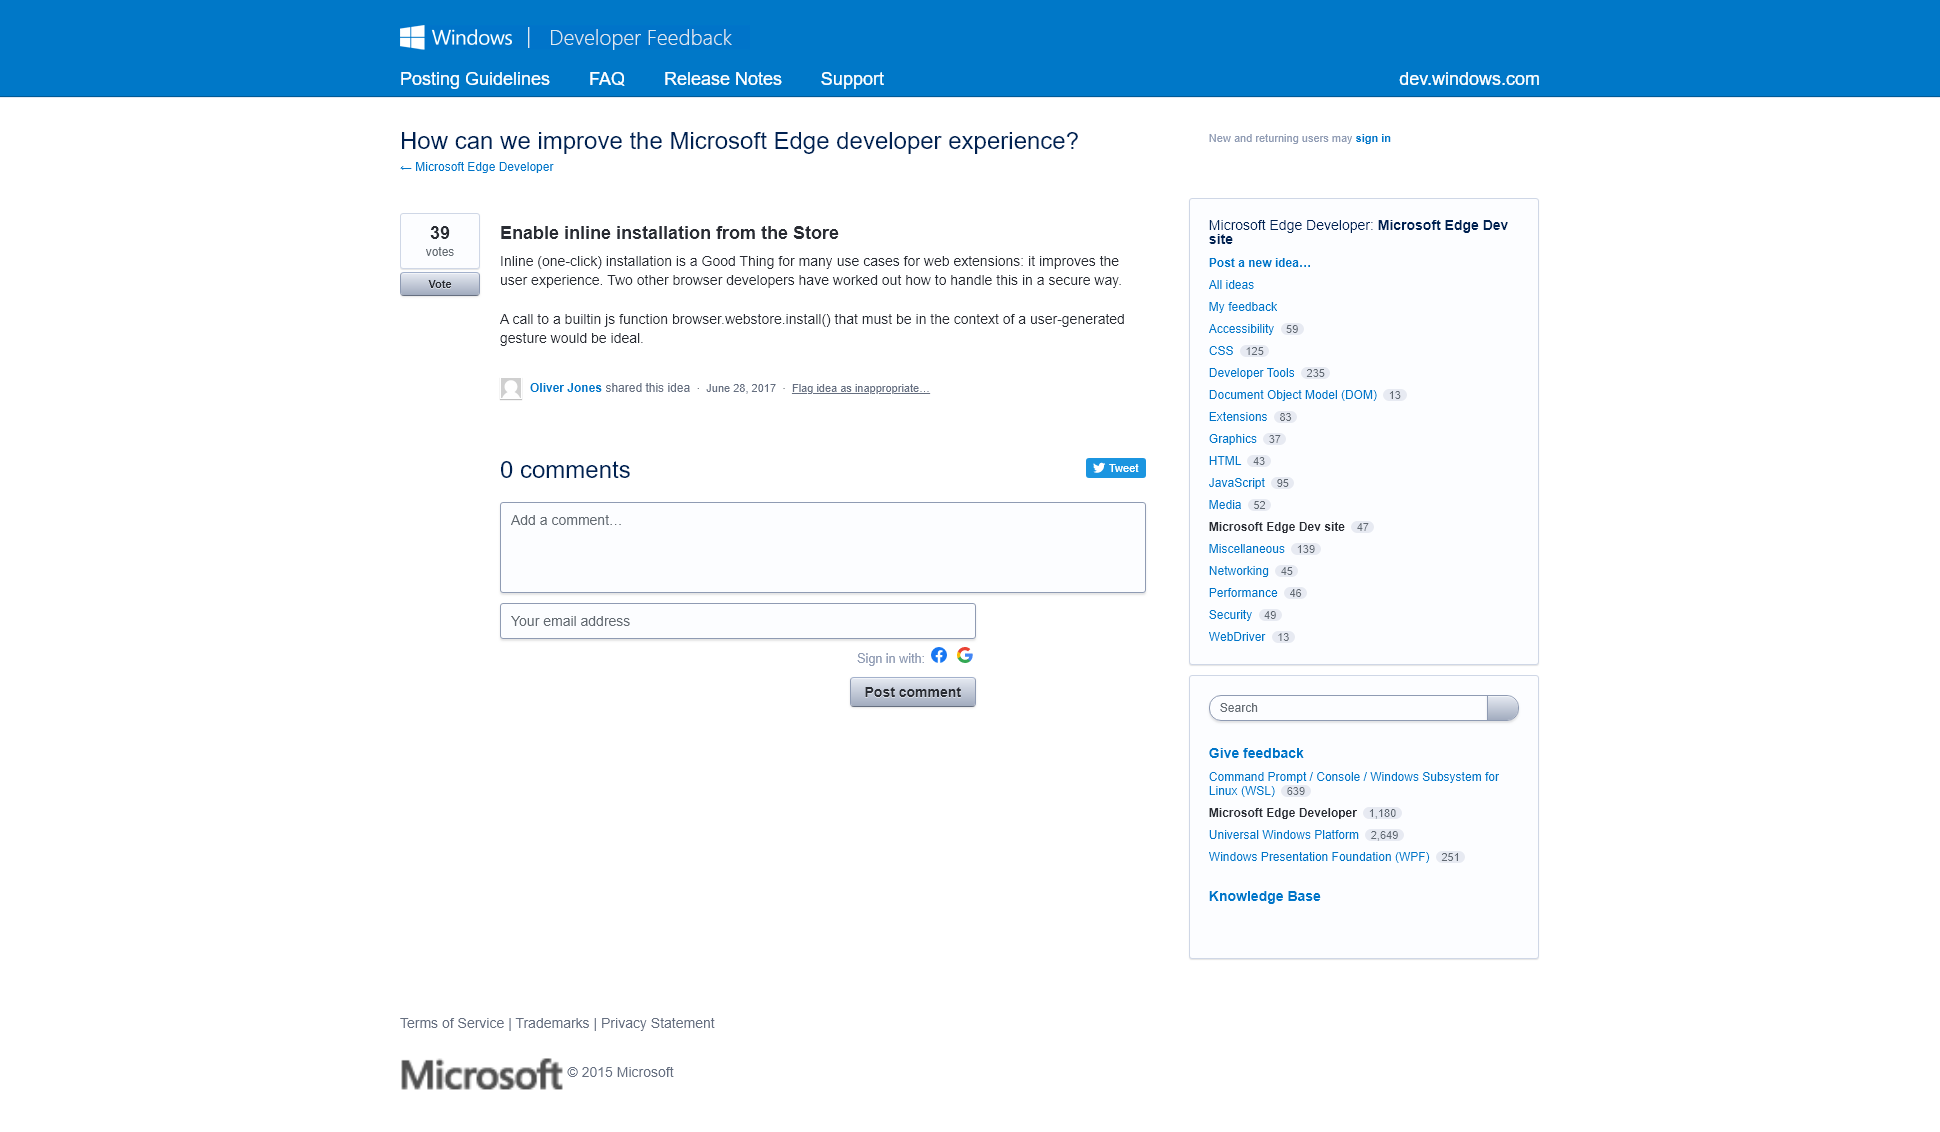 Windows | Developer Feedback
Posting Guidelines FAQ Release Notes Support dev.windows.com
How can we improve the Microsoft Edge developer experience?
← Microsoft Edge Developer
New and returning users may sign in
39
votes
Vote
Enable inline installation from the Store
Inline (one-click) installation is a Good Thing for many use cases for web extensions: it improves the
user experience. Two other browser developers have worked out how to handle this in a secure way.
A call to a builtin js function browser.webstore.install() that must be in the context of a user-generated
gesture would be ideal.
Oliver Jones shared this idea · June 28, 2017 · Flag idea as inappropriate…
0 comments
Tweet
Add a comment…
Your email address
Sign in with:
Post comment
Microsoft Edge Developer: Microsoft Edge Dev
site
Post a new idea…
All ideas
My feedback
Accessibility 59
CSS 125
Developer Tools 235
Document Object Model (DOM) 13
Extensions 83
Graphics 37
HTML 43
JavaScript 95
Media 52
Microsoft Edge Dev site 47
Miscellaneous 139
Networking 45
Performance 46
Security 49
WebDriver 13
Search
Give feedback
Command Prompt / Console / Windows Subsystem for
Linux (WSL) 639
Microsoft Edge Developer 1,180
Universal Windows Platform 2,649
Windows Presentation Foundation (WPF) 251
Knowledge Base
Terms of Service | Trademarks | Privacy Statement
Microsoft © 2015 Microsoft